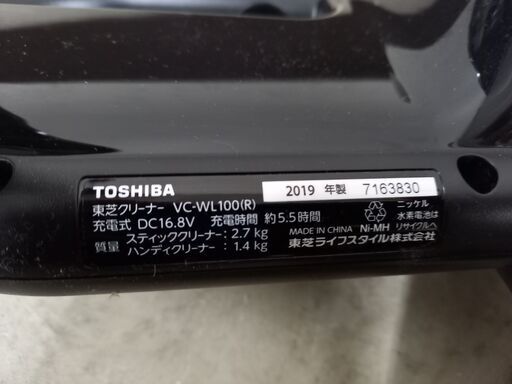 TOSHIBA
2019 年製 7163830
東芝クリーナー VC-WL100(R)
充電式 DC16.8V 充電時間 約5.5時間
質量 スティッククリーナー: 2.7 kg
ハンディクリーナー: 1.4 kg
MADE IN CHINA Ni-MH
ニッケル
水素電池は
リサイクルへ
東芝ライフスタイル株式会社